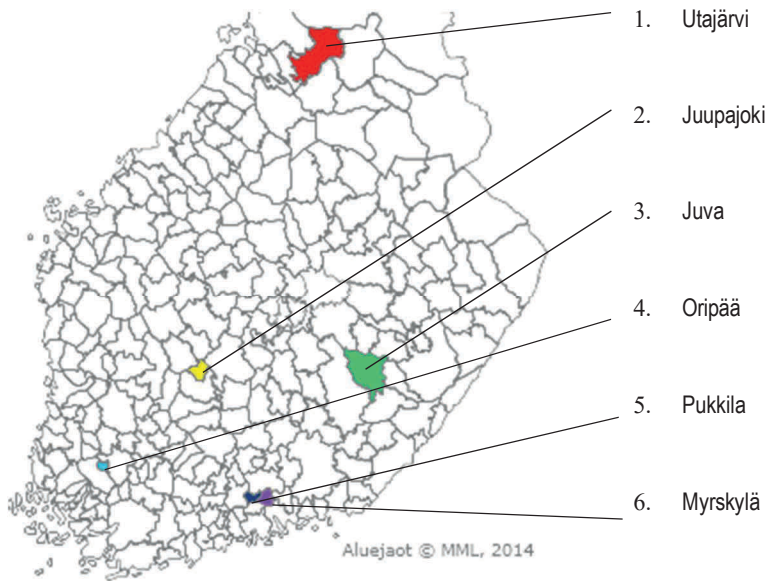 1. Utajärvi
2. Juupajoki
3. Juva
4. Oripää
5. Pukkila
6. Myrskylä
Aluejaot © MML, 2014